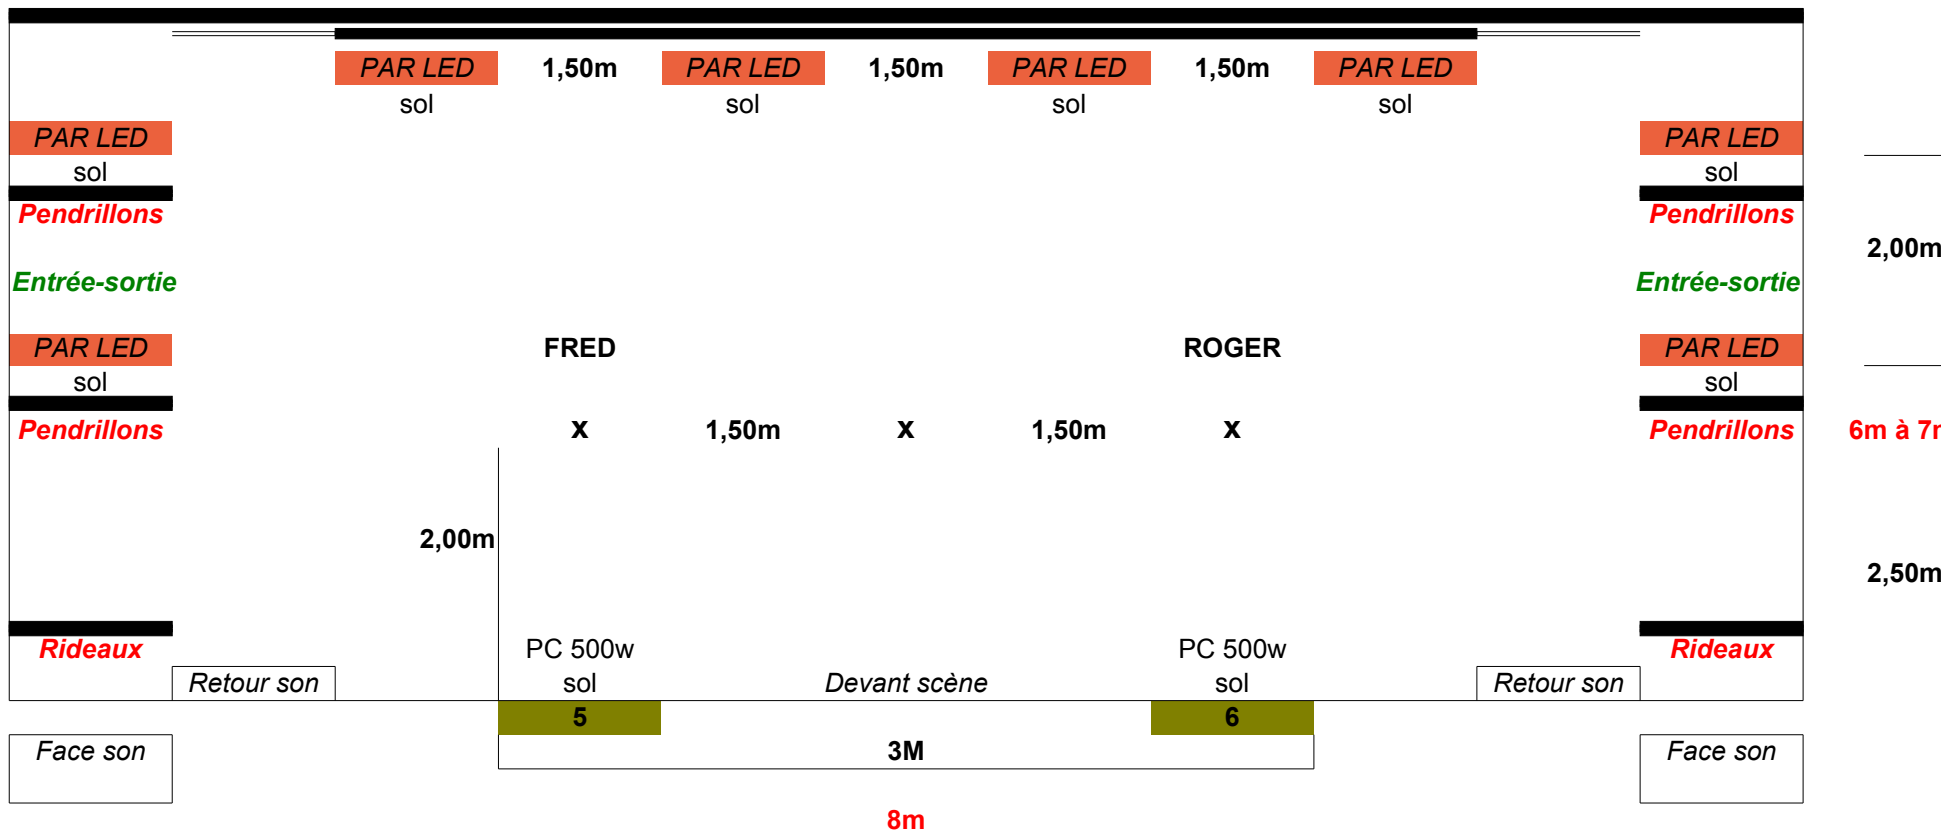 PAR LED 1,50m PAR LED 1,50m PAR LED 1,50m PAR LED
sol sol sol sol
PAR LED PAR LED
sol sol
Pendrillons Pendrillons
2,00m
Entrée-sortie Entrée-sortie
PAR LED FRED ROGER PAR LED
sol sol
Pendrillons x 1,50m x 1,50m x Pendrillons 6m à 7
2,00m
2,50m
Rideaux PC 500w PC 500w Rideaux
Retour son sol Devant scène sol Retour son
5 6
Face son 3M Face son
8m